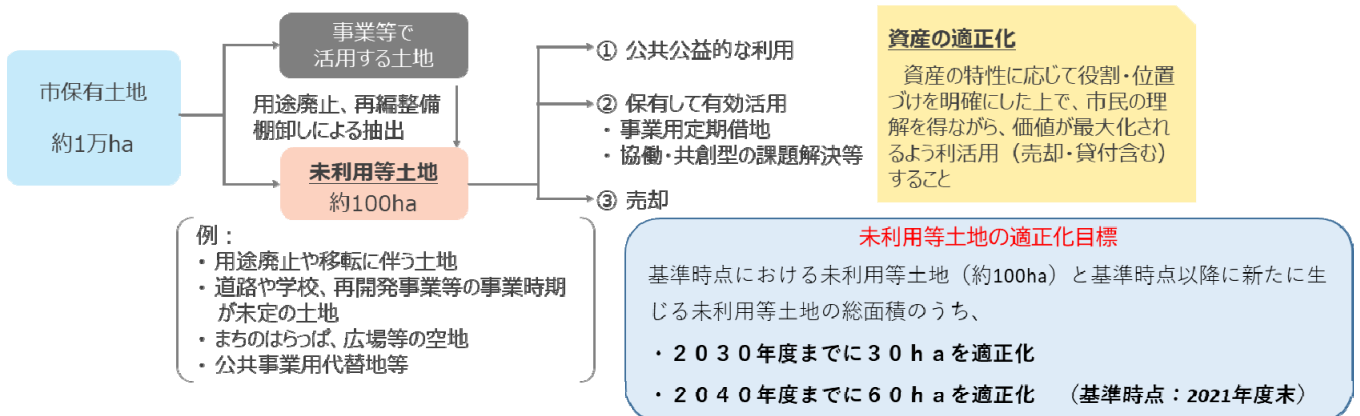 市保有土地
約1万ha
事業等で
活用する土地
用途廃止、再編整備
棚卸しによる抽出
未利用等土地
約100ha
① 公共公益的な利用
② 保有して有効活用
・事業用定期借地
・協働・共創型の課題解決等
③ 売却
資産の適正化
資産の特性に応じて役割・位置
づけを明確にした上で、市民の理
解を得ながら、価値が最大化され
るよう利活用（売却・貸付含む）
すること
例：
・用途廃止や移転に伴う土地
・道路や学校、再開発事業等の事業時期
が未定の土地
・まちのはらっぱ、広場等の空地
・公共事業用代替地等
未利用等土地の適正化目標
基準時点における未利用等土地（約100ha）と基準時点以降に新たに生
じる未利用等土地の総面積のうち、
・２０３０年度までに３０ｈａを適正化
・２０４０年度までに６０ｈａを適正化　（基準時点：2021年度末）